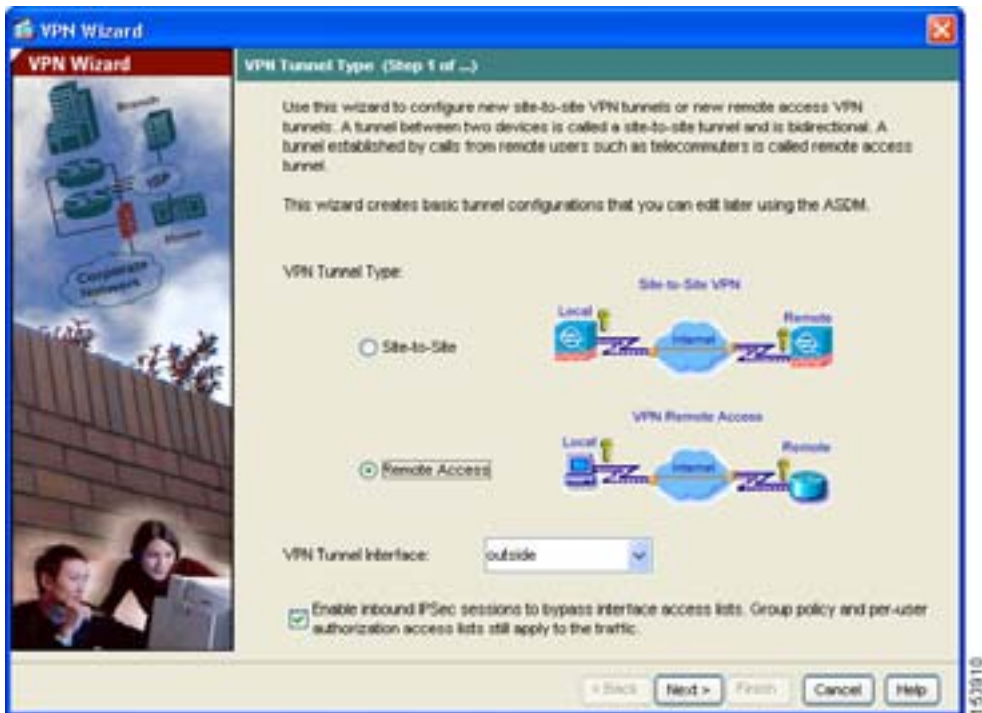 VPN Wizard
VPN Wizard
VPN Tunnel Type (Step 1 of ...)
Branch
ISP
Home
Corporate
Network
Use this wizard to configure new site-to-site VPN tunnels or new remote access VPN
tunnels. A tunnel between two devices is called a site-to-site tunnel and is bidirectional. A
tunnel established by calls from remote users such as telecommuters is called remote access
tunnel.
This wizard creates basic tunnel configurations that you can edit later using the ASDM.
VPN Tunnel Type:
Site-to-Site VPN
Local
Remote
Internet
Site-to-Site
VPN Remote Access
Local
Remote
Internet
Remote Access
VPN Tunnel Interface:
outside
Enable inbound IPSec sessions to bypass interface access lists. Group policy and per-user
authorization access lists still apply to the traffic.
< Back
Next >
Finish
Cancel
Help
153910